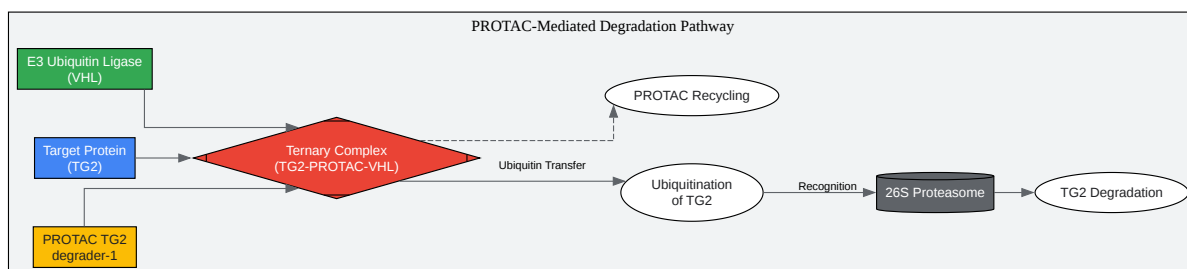 PROTAC-Mediated Degradation Pathway
E3 Ubiquitin Ligase
(VHL)
PROTAC Recycling
Target Protein
(TG2)
Ternary Complex
(TG2-PROTAC-VHL)
Ubiquitin Transfer
Ubiquitination
of TG2
Recognition
26S Proteasome
TG2 Degradation
PROTAC TG2
degrader-1